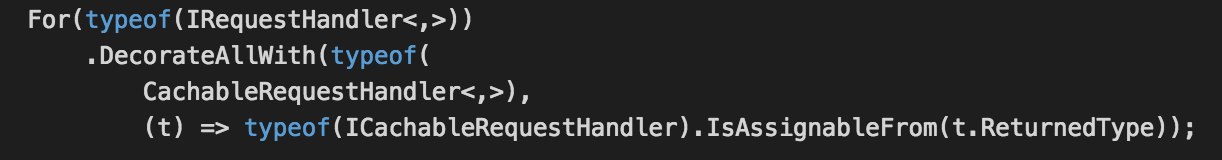 For(typeof(IRequestHandler<,>))
.DecorateAllWith(typeof(
CachableRequestHandler<,>),
(t) => typeof(ICachableRequestHandler).IsAssignableFrom(t.ReturnedType));